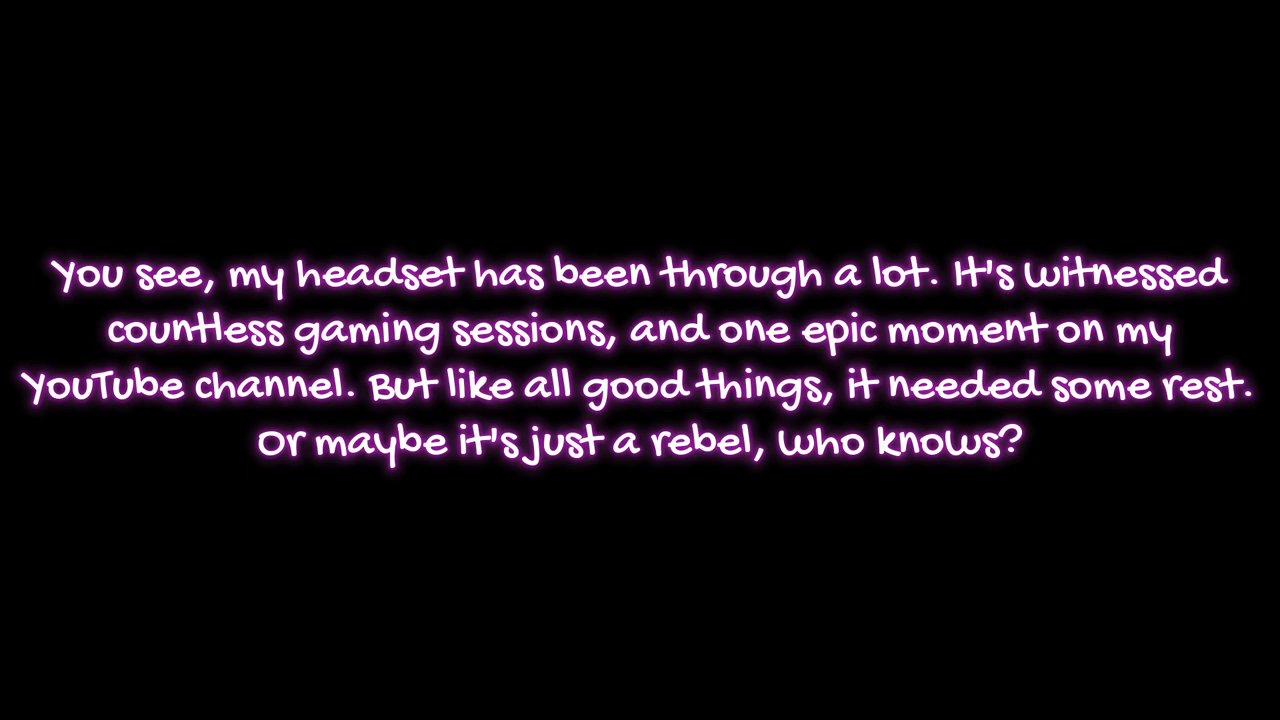 You see, my headset has been through a lot. It's witnessed
countless gaming sessions, and one epic moment on my
YouTube channel. But like all good things, it needed some rest.
Or maybe it's just a rebel, who knows?